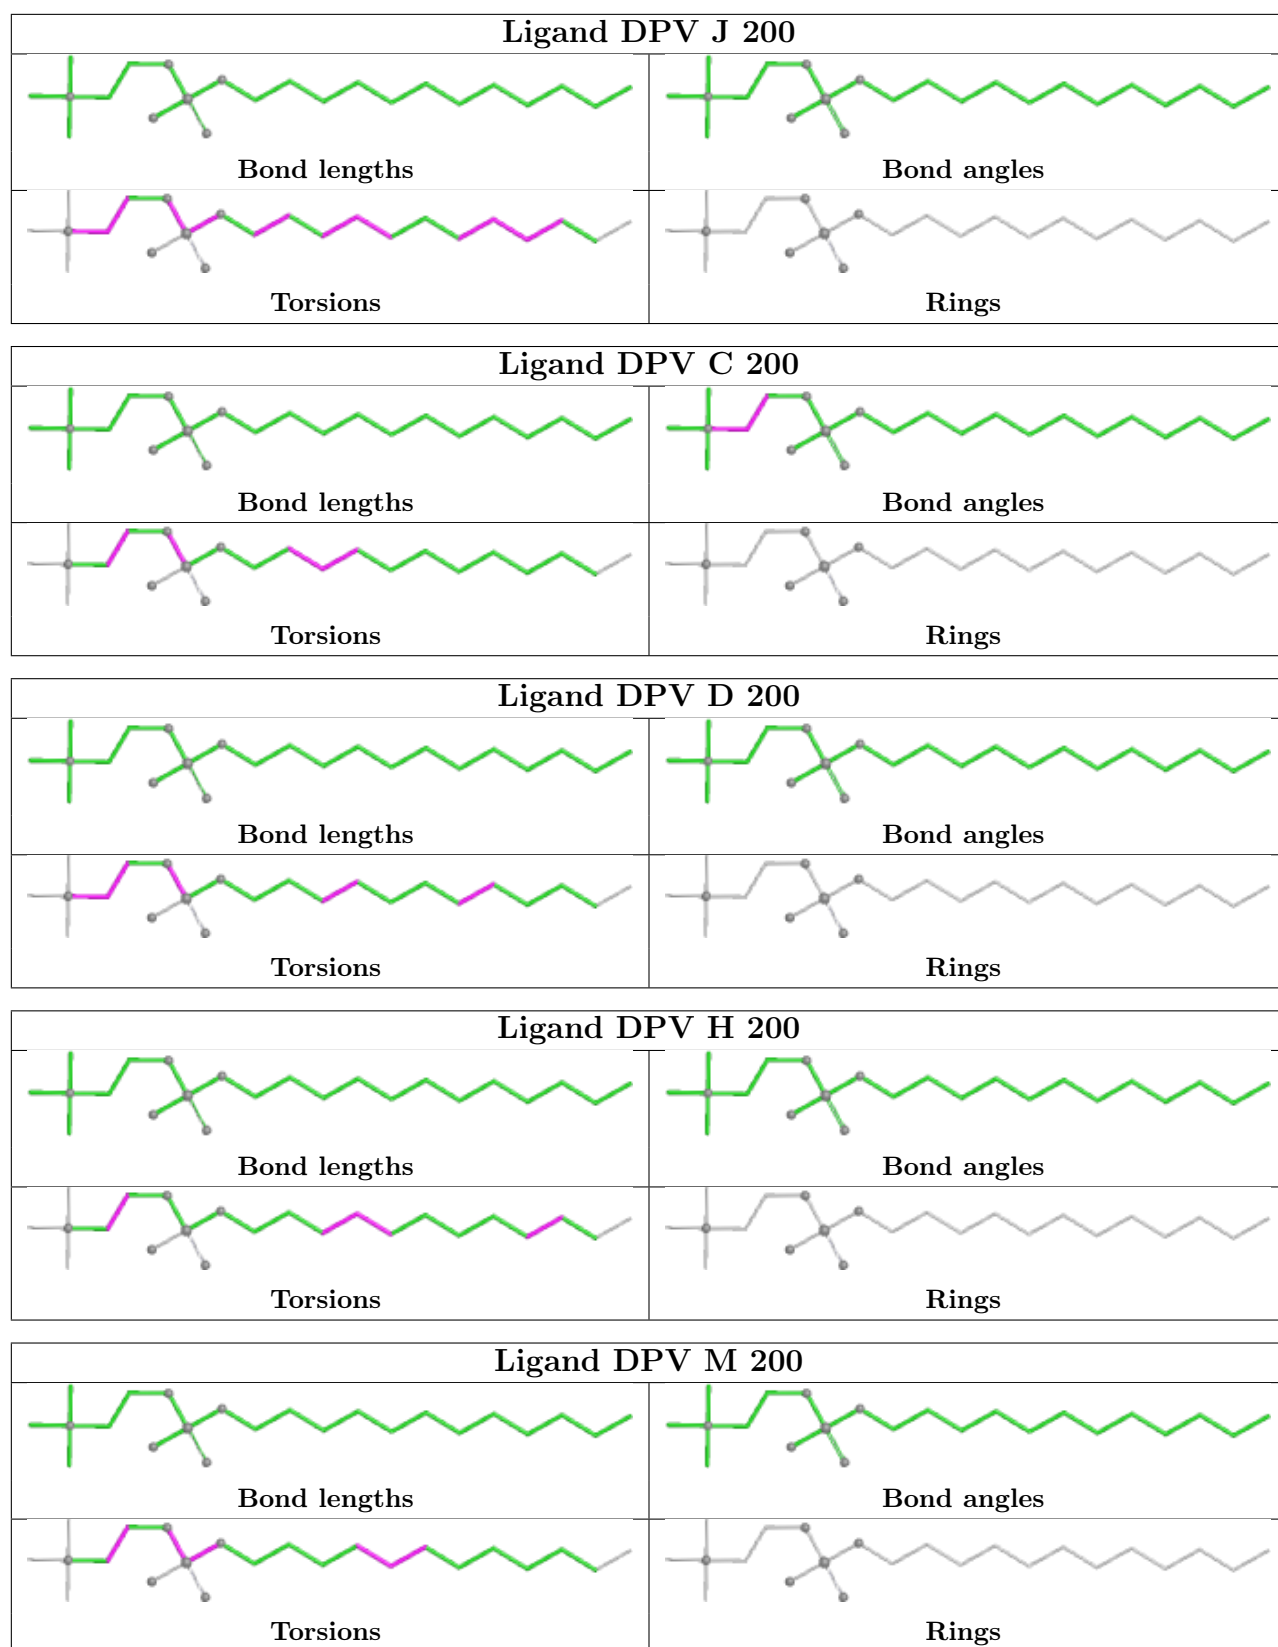 Ligand DPV J 200
Bond lengths
Bond angles
Torsions
Rings
Ligand DPV C 200
Bond lengths
Bond angles
Torsions
Rings
Ligand DPV D 200
Bond lengths
Bond angles
Torsions
Rings
Ligand DPV H 200
Bond lengths
Bond angles
Torsions
Rings
Ligand DPV M 200
Bond lengths
Bond angles
Torsions
Rings